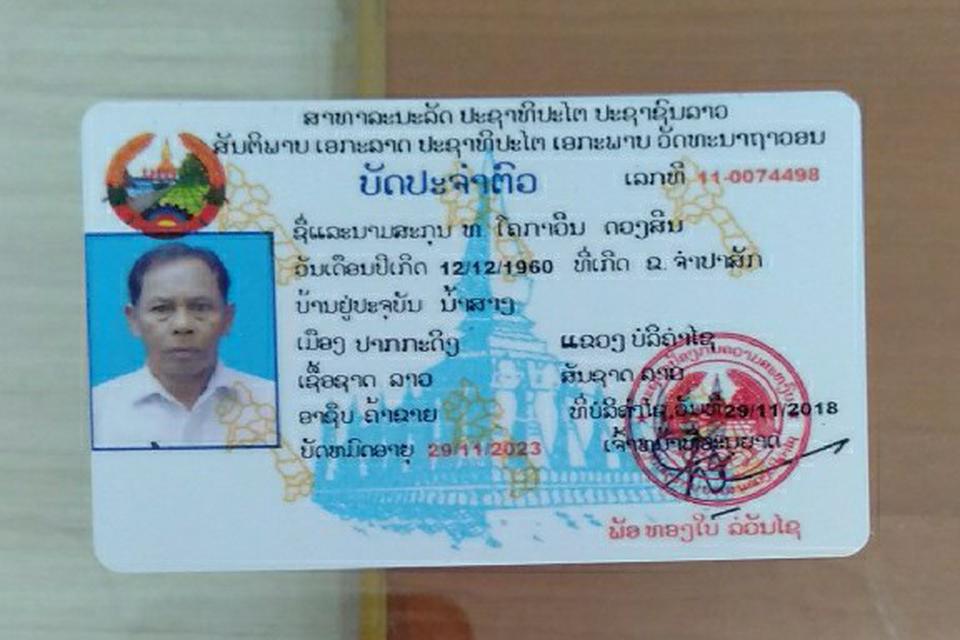 ສາທາລະນະລັດ ປະຊາທິປະໄຕ ປະຊາຊົນລາວ
ສັນຕິພາບ ເອກະລາດ ປະຊາທິປະໄຕ ເອກະພາບ ວັດທະນາຖາວອນ
ບັດປະຈຳຕົວ ເລກທີ 11-0074498
ຊື່ແລະນາມສະກຸນ ທ. ໂຄກາອິນ ດວງສິນ
ວັນເດືອນປີເກີດ 12/12/1960 ທີ່ເກີດ ຂ. ຈຳປາສັກ
ບ້ານຢູ່ປະຈຸບັນ ນ້ຳສາງ
ເມືອງ ປາກກະດິງ ແຂວງ ບໍລິຄຳໄຊ
ເຊື້ອຊາດ ລາວ ສັນຊາດ ລາວ
ອາຊີບ ຄ້າຂາຍ ທີ່ບໍລິຄຳໄຊ, ວັນທີ 29/11/2018
ບັດຫມົດອາຍຸ 29/11/2023 ເຈົ້າຫນ້າທີ່ອະນຸຍາດ
ພັອ ທອງໃບ ລ່ວັນໄຊ